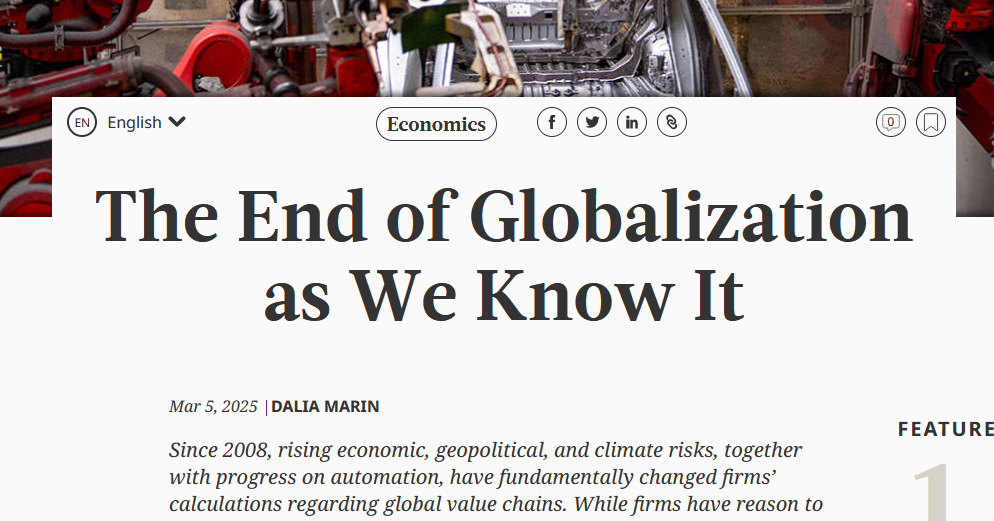 EN English
Economics
0
The End of Globalization
as We Know It
Mar 5, 2025 | DALIA MARIN
Since 2008, rising economic, geopolitical, and climate risks, together
with progress on automation, have fundamentally changed firms’
calculations regarding global value chains. While firms have reason to
FEATURE
1